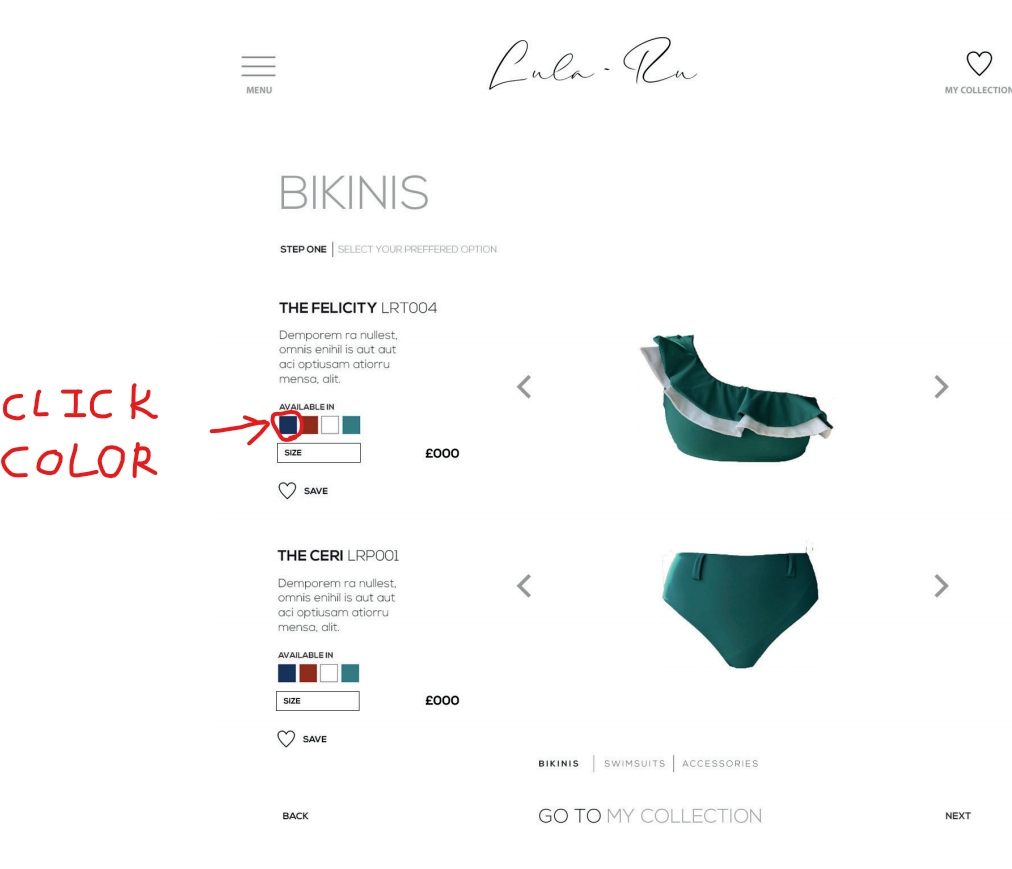 Lula-Ru
MENU
MY COLLECTION
BIKINIS
STEP ONE | SELECT YOUR PREFFERED OPTION
THE FELICITY LRT004
Demporem ra nullest,
omnis enihil is aut aut
aci optiusam atiorru
mensa, alit.
CLICK
COLOR
AVAILABLE IN
SIZE
£000
SAVE
THE CERI LRP001
Demporem ra nullest,
omnis enihil is aut aut
aci optiusam atiorru
mensa, alit.
AVAILABLE IN
SIZE
£000
SAVE
BIKINIS | SWIMSUITS | ACCESSORIES
BACK
GO TO MY COLLECTION
NEXT